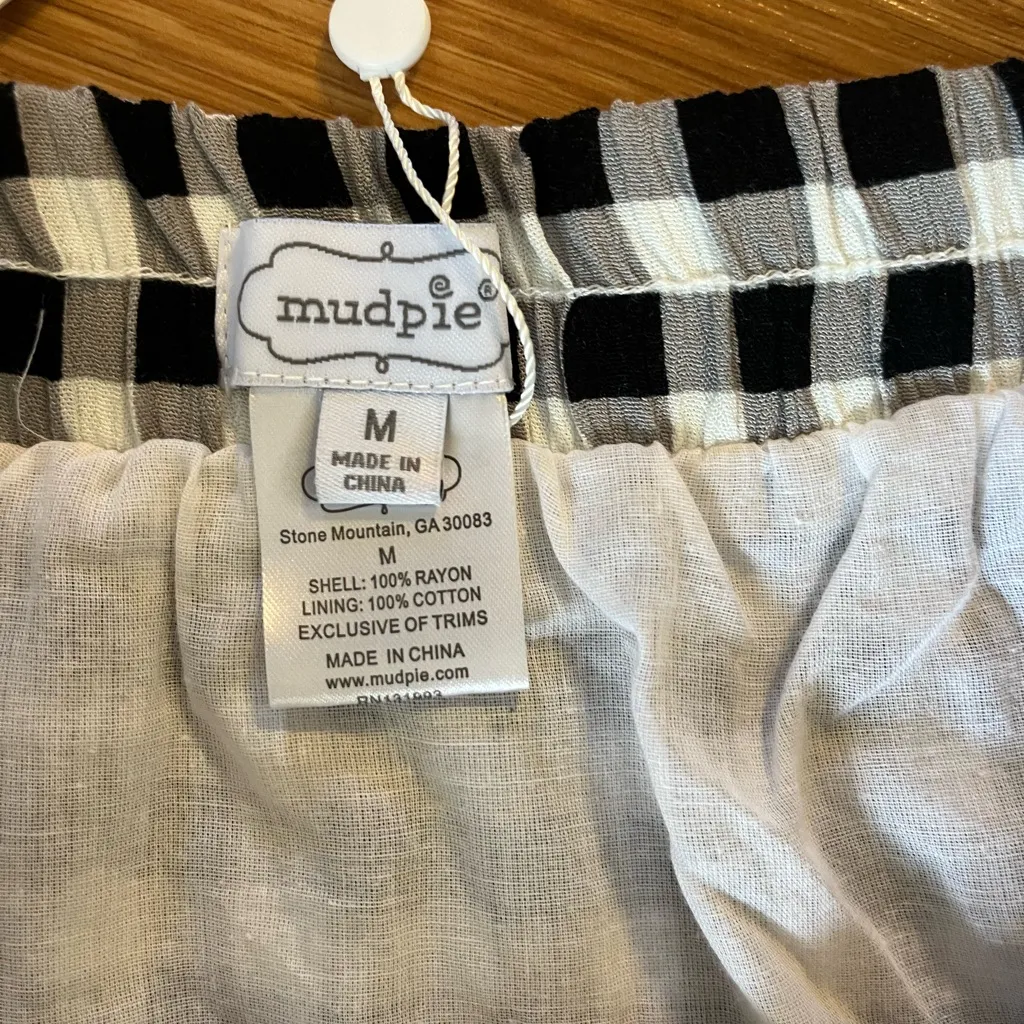 mudpie®
M
MADE IN
CHINA
Stone Mountain, GA 30083
M
SHELL: 100% RAYON
LINING: 100% COTTON
EXCLUSIVE OF TRIMS
MADE IN CHINA
www.mudpie.com
RN131993